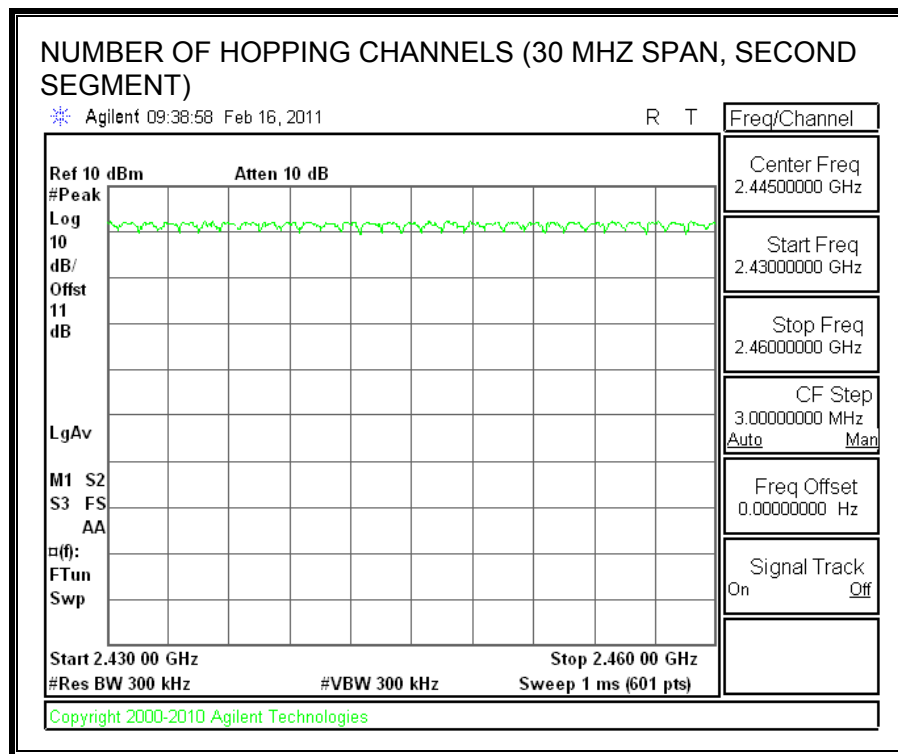 NUMBER OF HOPPING CHANNELS (30 MHZ SPAN, SECOND
SEGMENT)
Agilent 09:38:58 Feb 16, 2011 R T
Freq/Channel
Ref 10 dBm Atten 10 dB
#Peak
Log
10
dB/
Offst
11
dB
LgAv
M1 S2
S3 FS
AA
¤(f):
FTun
Swp
Start 2.430 00 GHz Stop 2.460 00 GHz
#Res BW 300 kHz #VBW 300 kHz Sweep 1 ms (601 pts)
Center Freq
2.44500000 GHz
Start Freq
2.43000000 GHz
Stop Freq
2.46000000 GHz
CF Step
3.00000000 MHz
Auto Man
Freq Offset
0.00000000 Hz
Signal Track
On Off
Copyright 2000-2010 Agilent Technologies